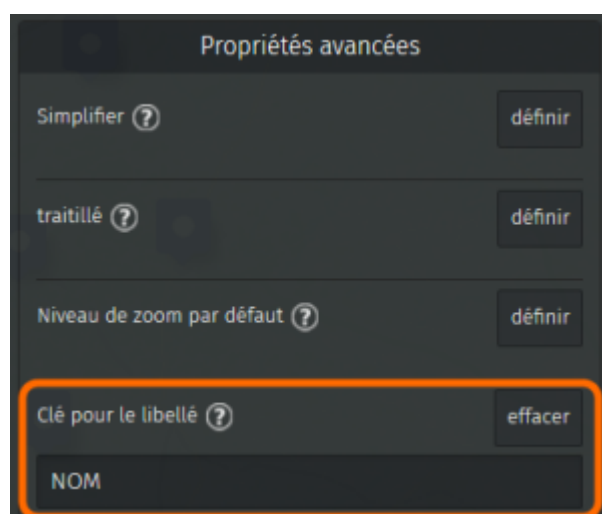 Propriétés avancées
Simplifier ? définir
traitillé ? définir
Niveau de zoom par défaut ? définir
Clé pour le libellé ? effacer
NOM